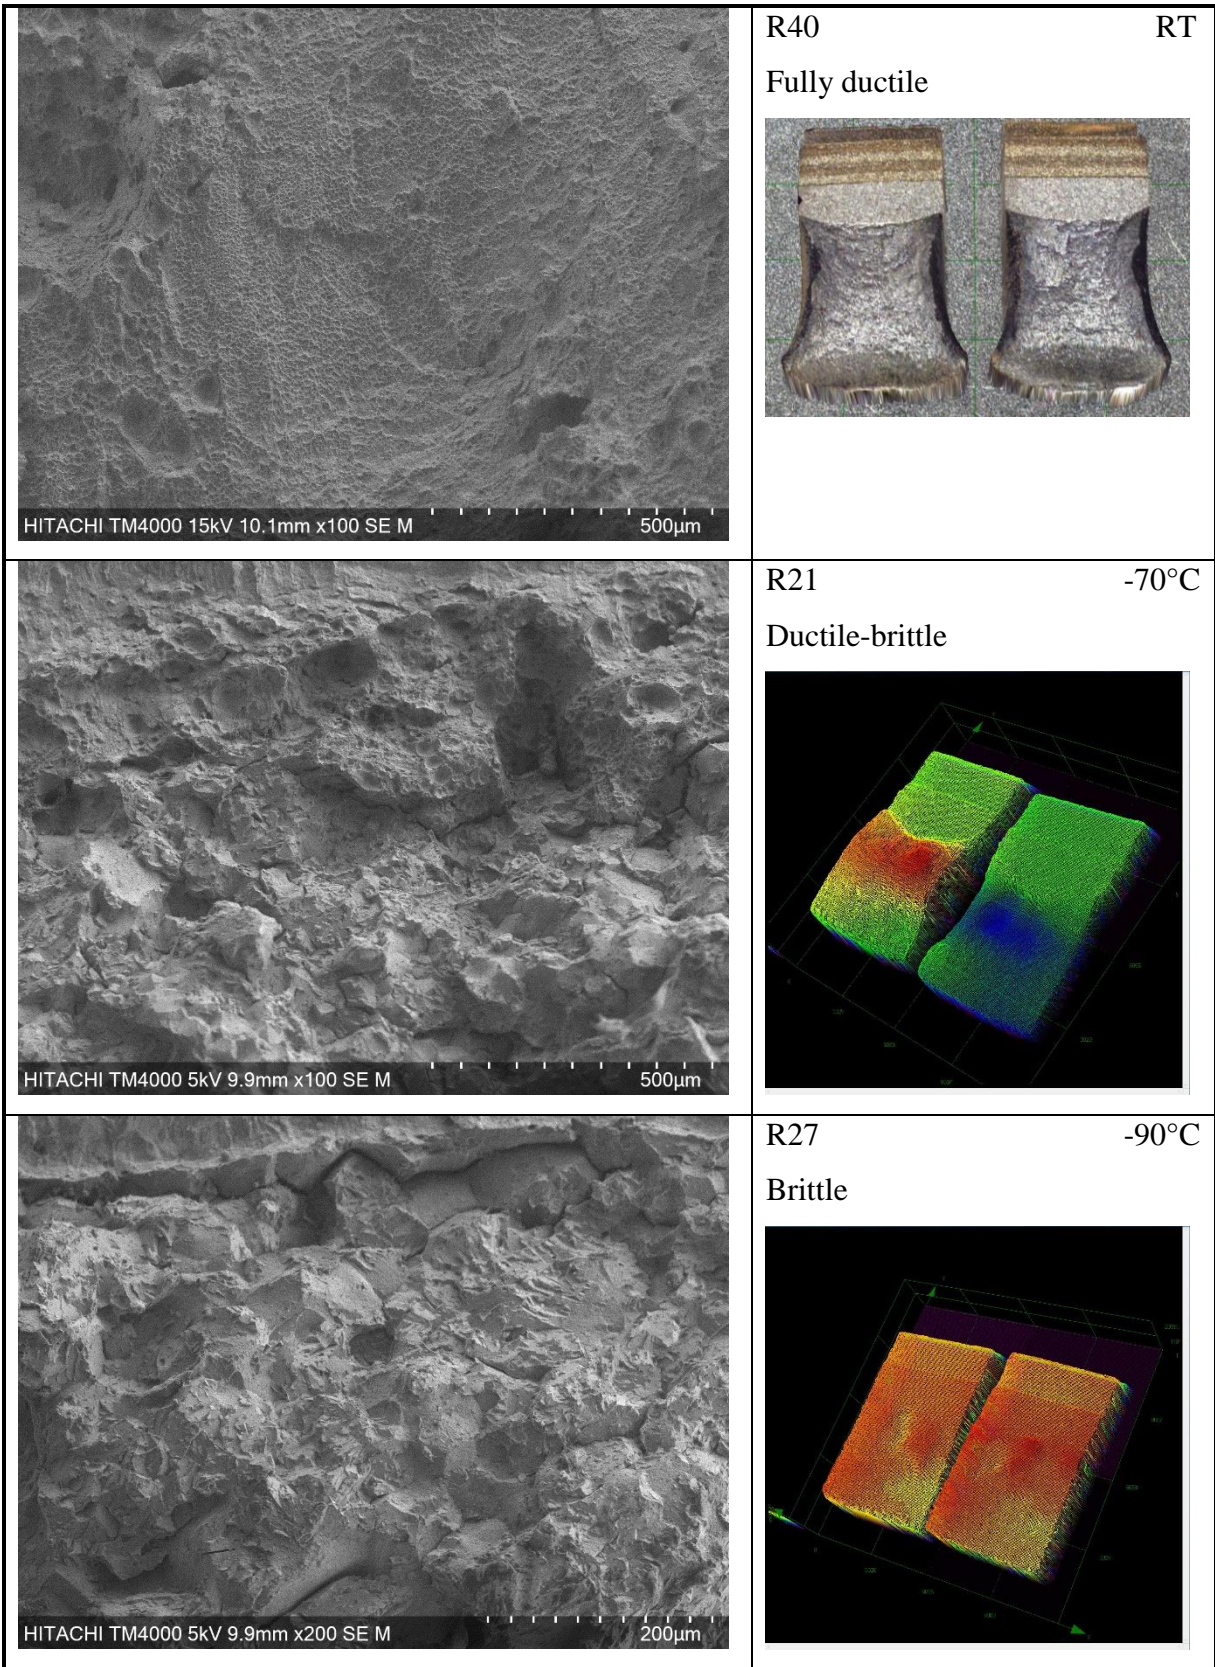 R40 RT
Fully ductile
HITACHI TM4000 15kV 10.1mm x100 SE M 500µm
R21 -70°C
Ductile-brittle
HITACHI TM4000 5kV 9.9mm x100 SE M 500µm
R27 -90°C
Brittle
HITACHI TM4000 5kV 9.9mm x200 SE M 200µm